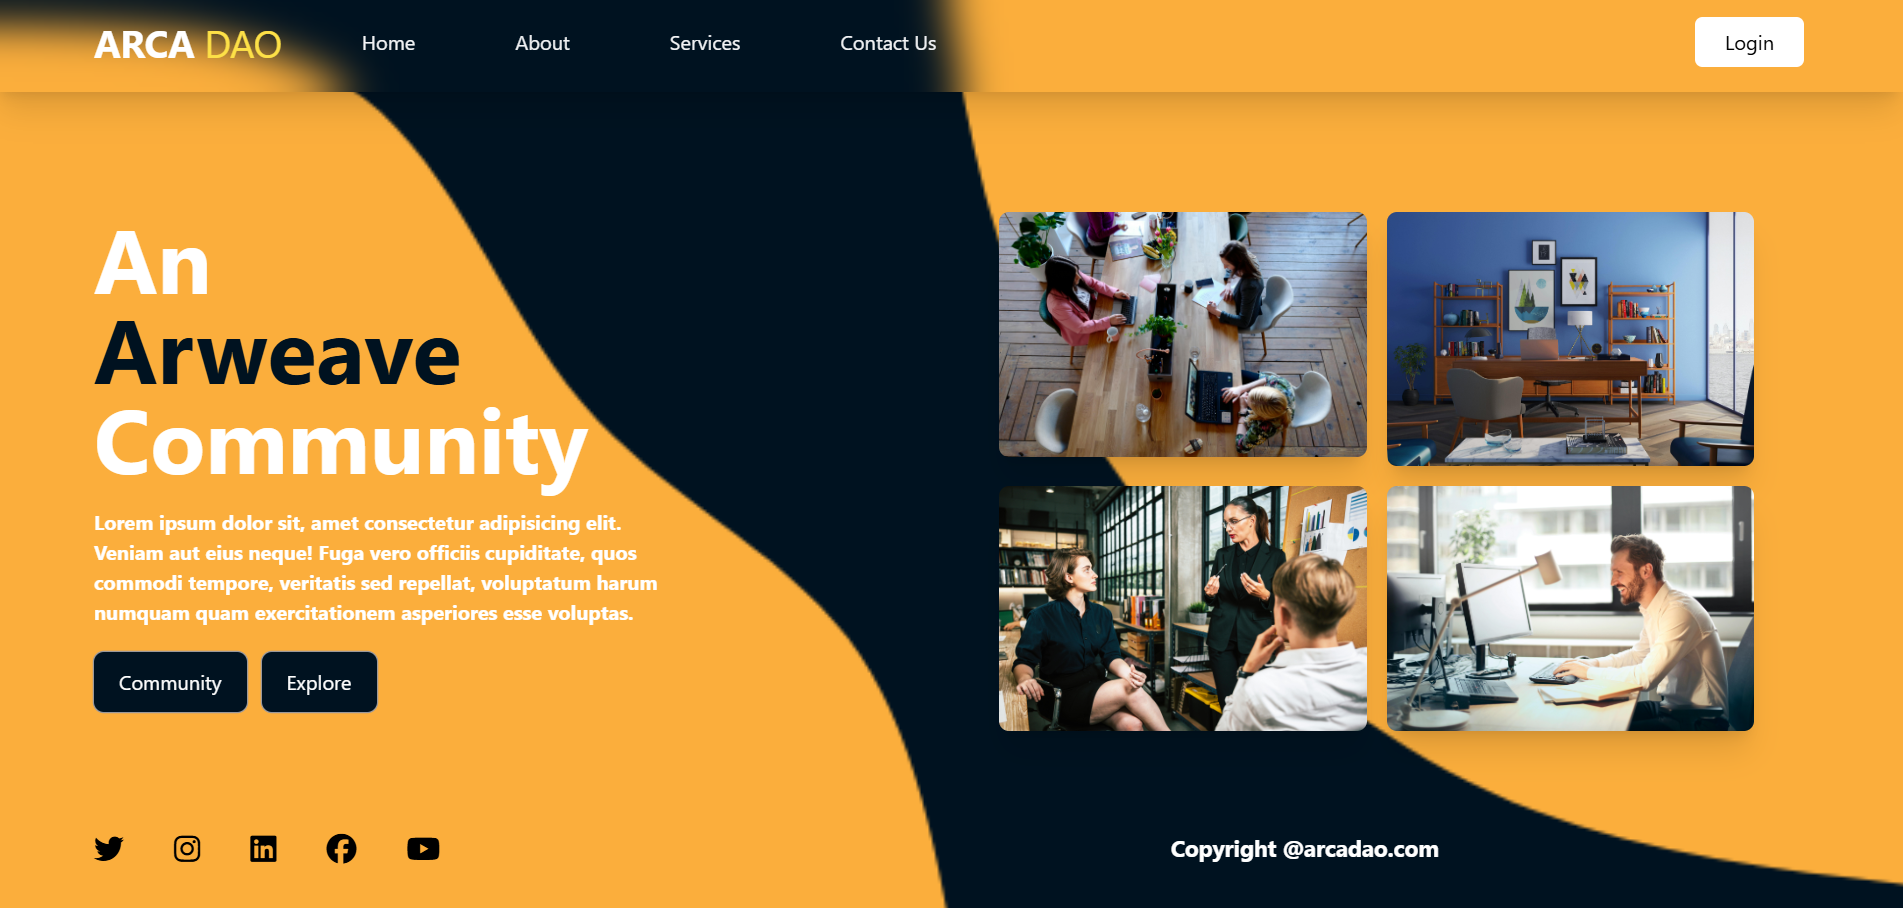 ARCA DAO
Home
About
Services
Contact Us
Login
An
Arweave
Community
Lorem ipsum dolor sit, amet consectetur adipisicing elit.
Veniam aut eius neque! Fuga vero officiis cupiditate, quos
commodi tempore, veritatis sed repellat, voluptatum harum
numquam quam exercitationem asperiores esse voluptas.
Community
Explore
Copyright @arcadao.com